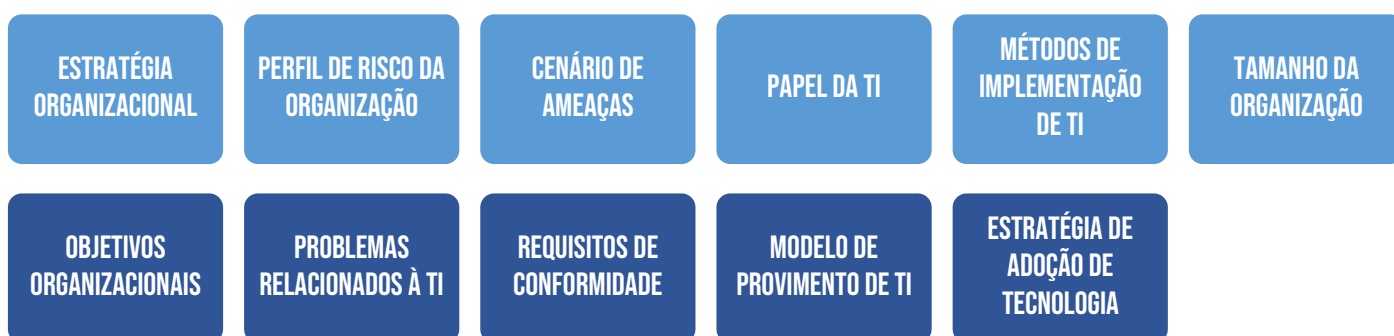 ESTRATÉGIA
ORGANIZACIONAL
PERFIL DE RISCO DA
ORGANIZAÇÃO
CENÁRIO DE
AMEAÇAS
PAPEL DA TI
MÉTODOS DE
IMPLEMENTAÇÃO
DE TI
TAMANHO DA
ORGANIZAÇÃO
OBJETIVOS
ORGANIZACIONAIS
PROBLEMAS
RELACIONADOS À TI
REQUISITOS DE
CONFORMIDADE
MODELO DE
PROVIMENTO DE TI
ESTRATÉGIA DE
ADOÇÃO DE
TECNOLOGIA